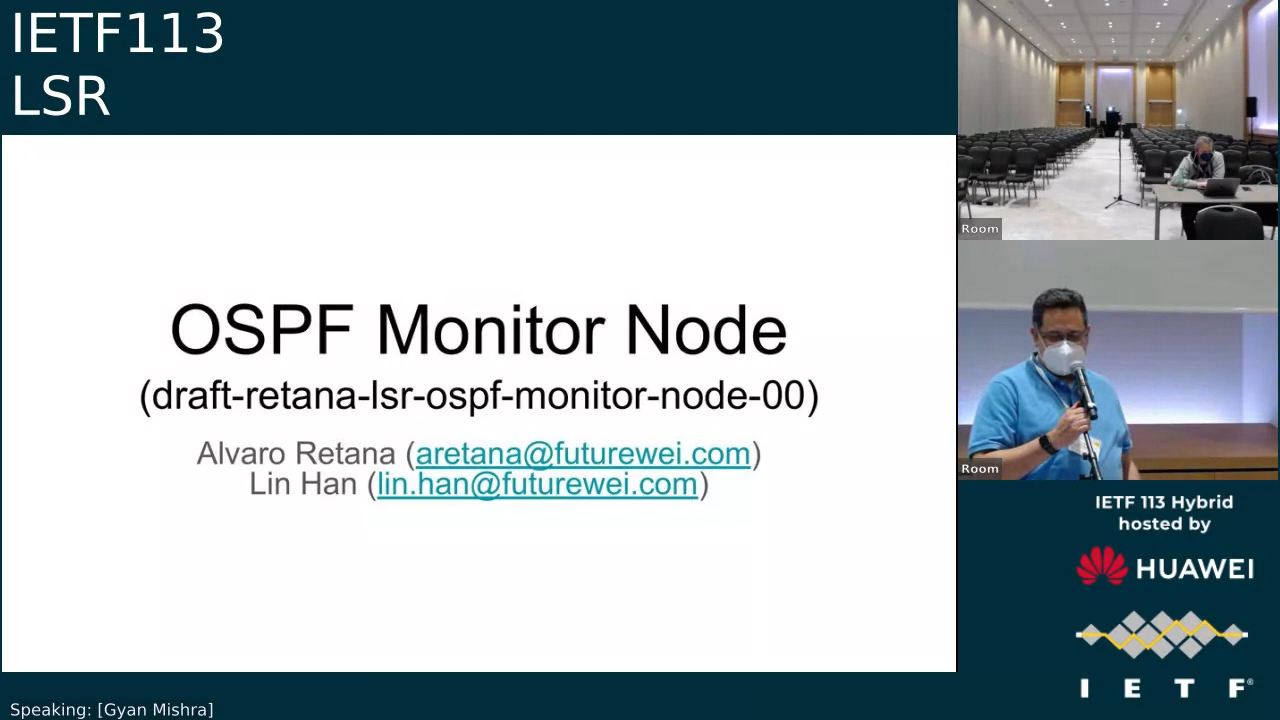 IETF113
LSR
OSPF Monitor Node
(draft-retana-lsr-ospf-monitor-node-00)
Alvaro Retana (aretana@futurewei.com)
Lin Han (lin.han@futurewei.com)
Room
Room
IETF 113 Hybrid
hosted by
HUAWEI
I E T F®
Speaking: [Gyan Mishra]